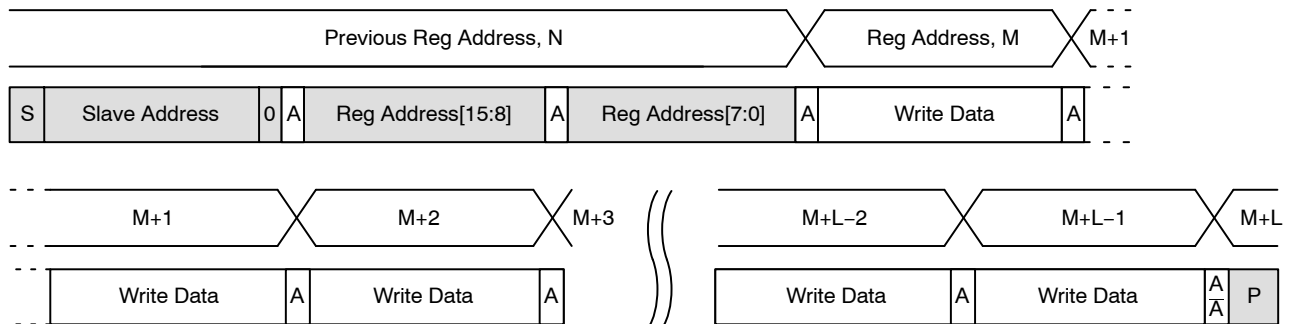 Previous Reg Address, N Reg Address, M M+1
S Slave Address 0 A Reg Address[15:8] A Reg Address[7:0] A Write Data A
M+1 M+2 M+3 M+L−2 M+L−1 M+L
Write Data A Write Data A Write Data A Write Data A/A̅ P